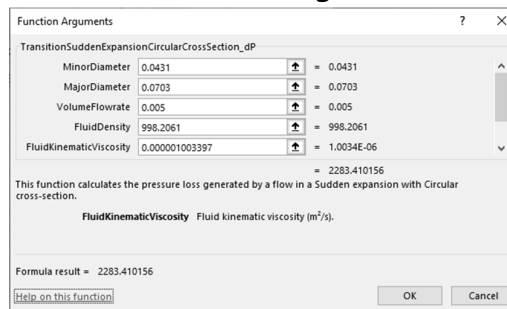 Function Arguments ? ×
TransitionSuddenExpansionCircularCrossSection_dP
MinorDiameter 0.0431 = 0.0431
MajorDiameter 0.0703 = 0.0703
VolumeFlowrate 0.005 = 0.005
FluidDensity 998.2061 = 998.2061
FluidKinematicViscosity 0.000001003397 = 1.0034E-06
= 2283.410156
This function calculates the pressure loss generated by a flow in a Sudden expansion with Circular
cross-section.
FluidKinematicViscosity Fluid kinematic viscosity (m²/s).
Formula result = 2283.410156
Help on this function OK Cancel